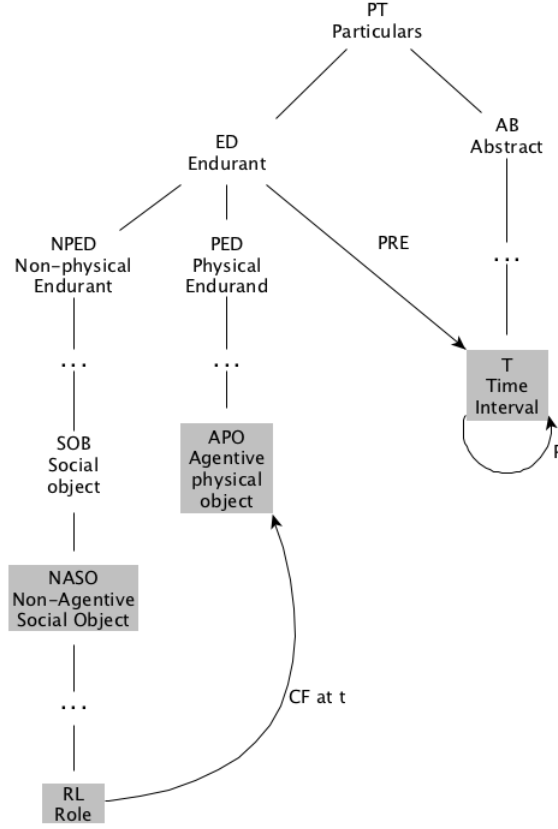 PT
Particulars
ED
Endurant
AB
Abstract
NPED
Non-physical
Endurant
PED
Physical
Endurand
PRE
...
...
...
T
Time
Interval
P
SOB
Social
object
APO
Agentive
physical
object
NASO
Non-Agentive
Social Object
CF at t
...
RL
Role